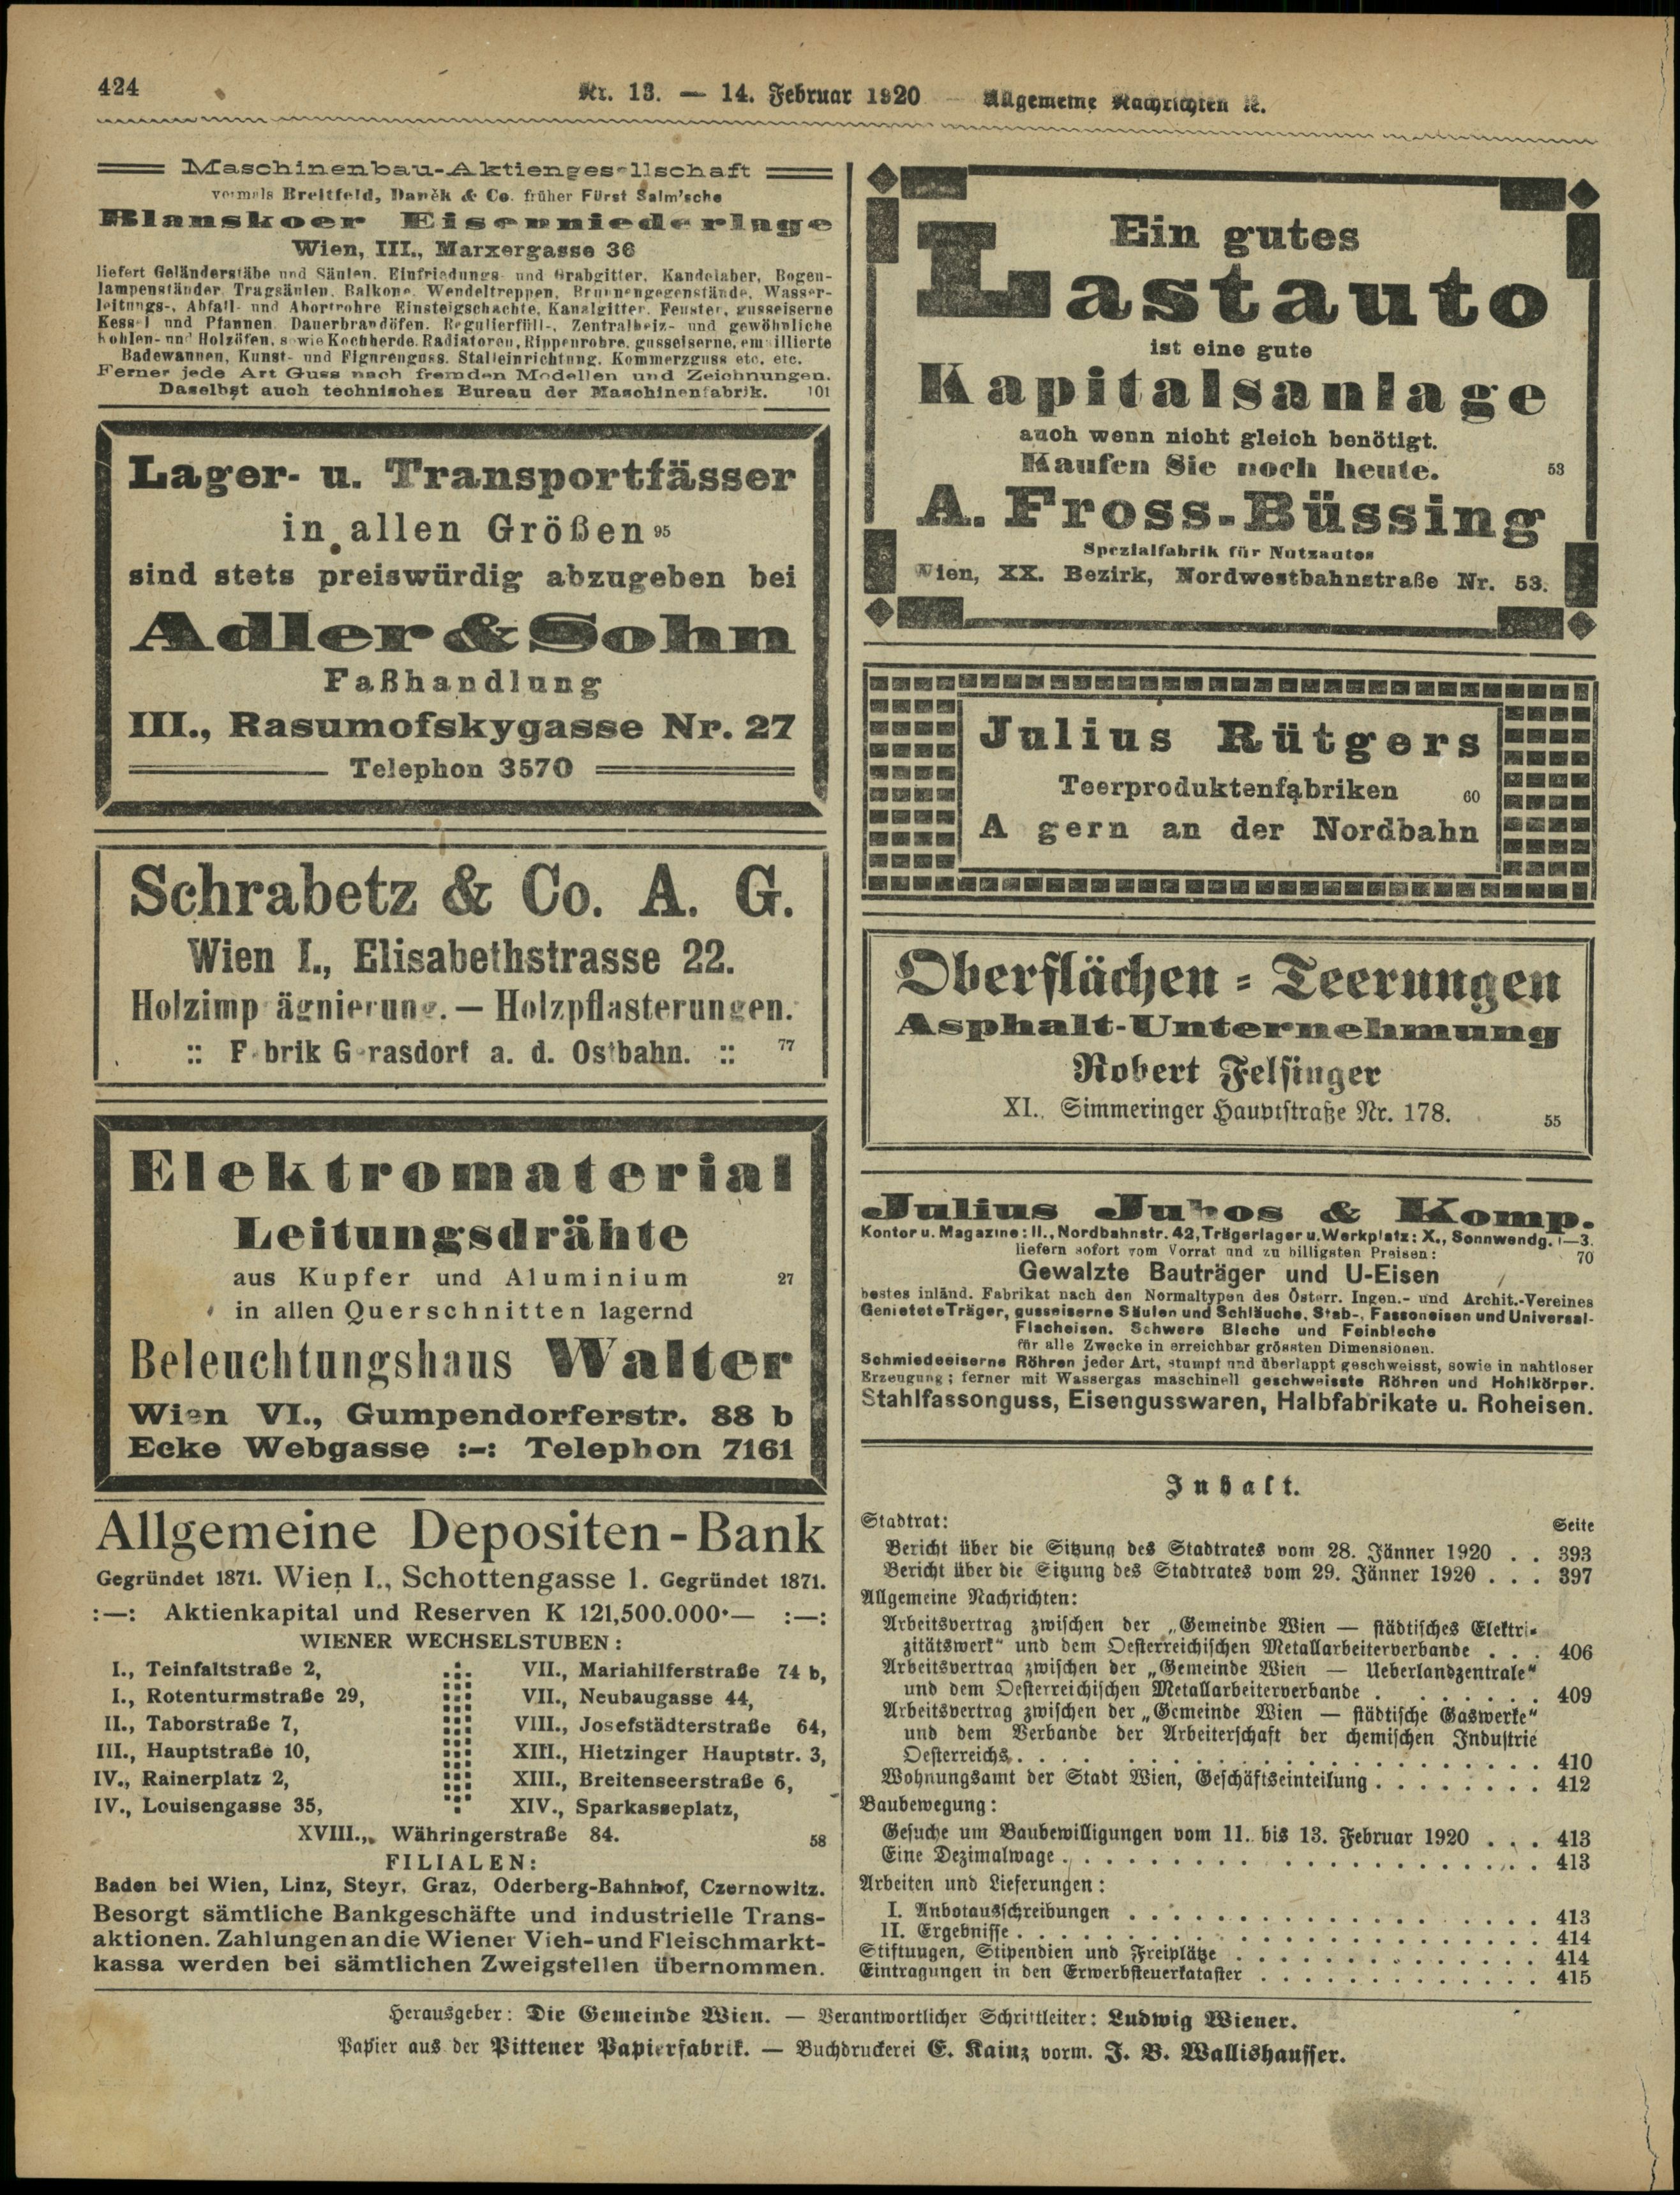 424
Nr. 13. — 14. Februar 1920 — Allgemeine Nachrichten 2c.
Maschinenbau-Aktiengesellschaft
vormals Breitfeld, Daněk & Co. früher Fürst Salm'sche
Blanskoer Eisenniederlage
Wien, III., Marxergasse 36
liefert Geländerstäbe und Säulen, Einfriedungs- und Grabgitter, Kandelaber, Bogen-
lampenständer, Tragsäulen, Balkone, Wendeltreppen, Brunnengegenstände, Wasser-
leitungs-, Abfall- und Abortrohre, Einsteigschachte, Kanalgitter, Fenster, gusseiserne
Kessel und Pfannen, Dauerbrandöfen, Regulierfüll-, Zentralheiz- und gewöhnliche
Kohlen- und Holzöfen, sowie Kochherde, Radiatoren, Rippenrohre, gusseiserne, emaillierte
Badewannen, Kunst- und Figurenguss, Stalleinrichtung, Kommerzguss etc. etc.
Ferner jede Art Guss nach fremden Modellen und Zeichnungen.
Daselbst auch technisches Bureau der Maschinenfabrik. 101
Lager- u. Transportfässer
in allen Größen 95
sind stets preiswürdig abzugeben bei
Adler & Sohn
Faßhandlung
III., Rasumofskygasse Nr. 27
Telephon 3570
Schrabetz & Co. A. G.
Wien I., Elisabethstrasse 22.
Holzimprägnierung. — Holzpflasterungen.
:: Fabrik Gerasdorf a. d. Ostbahn. :: 77
Elektromaterial
Leitungsdrähte
aus Kupfer und Aluminium 27
in allen Querschnitten lagernd
Beleuchtungshaus Walter
Wien VI., Gumpendorferstr. 88 b
Ecke Webgasse :–: Telephon 7161
Allgemeine Depositen-Bank
Gegründet 1871. Wien I., Schottengasse 1. Gegründet 1871.
:—: Aktienkapital und Reserven K 121,500.000·— :—:
WIENER WECHSELSTUBEN:
I., Teinfaltstraße 2,
I., Rotenturmstraße 29,
II., Taborstraße 7,
III., Hauptstraße 10,
IV., Rainerplatz 2,
IV., Louisengasse 35,
VII., Mariahilferstraße 74 b,
VII., Neubaugasse 44,
VIII., Josefstädterstraße 64,
XIII., Hietzinger Hauptstr. 3,
XIII., Breitenseerstraße 6,
XIV., Sparkasseplatz,
XVIII., Währingerstraße 84. 58
FILIALEN:
Baden bei Wien, Linz, Steyr, Graz, Oderberg-Bahnhof, Czernowitz.
Besorgt sämtliche Bankgeschäfte und industrielle Trans-
aktionen. Zahlungen an die Wiener Vieh- und Fleischmarkt-
kassa werden bei sämtlichen Zweigstellen übernommen.
Ein gutes
Lastauto
ist eine gute
Kapitalsanlage
auch wenn nicht gleich benötigt.
Kaufen Sie noch heute. 53
A. Fross-Büssing
Spezialfabrik für Nutzautos
Wien, XX. Bezirk, Nordwestbahnstraße Nr. 53.
Julius Rütgers
Teerproduktenfabriken 60
A gern an der Nordbahn
Oberflächen-Teerungen
Asphalt-Unternehmung
Robert Felsinger
XI., Simmeringer Hauptstraße Nr. 178. 55
Julius Juhos & Komp.
Kontor u. Magazine: II., Nordbahnstr. 42, Trägerlager u. Werkplatz: X., Sonnwendg. 1—3.
liefern sofort vom Vorrat und zu billigsten Preisen: 70
Gewalzte Bauträger und U-Eisen
bestes inländ. Fabrikat nach den Normaltypen des Österr. Ingen.- und Archit.-Vereines
Genietete Träger, gusseiserne Säulen und Schläuche, Stab-, Fassoneisen und Universal-
Flacheisen. Schwere Bleche und Feinbleche
für alle Zwecke in erreichbar grössten Dimensionen.
Schmiedeeiserne Röhren jeder Art, stumpf und überlappt geschweisst, sowie in nahtloser
Erzeugung; ferner mit Wassergas maschinell geschweisste Röhren und Hohlkörper.
Stahlfassonguss, Eisengusswaren, Halbfabrikate u. Roheisen.
Inhalt.
Stadtrat: Seite
Bericht über die Sitzung des Stadtrates vom 28. Jänner 1920 . . 393
Bericht über die Sitzung des Stadtrates vom 29. Jänner 1920 . . . 397
Allgemeine Nachrichten:
Arbeitsvertrag zwischen der „Gemeinde Wien — städtisches Elektri-
zitätswerk" und dem Oesterreichischen Metallarbeiterverbande . . . 406
Arbeitsvertrag zwischen der „Gemeinde Wien — Ueberlandzentrale"
und dem Oesterreichischen Metallarbeiterverbande . . . . . . . 409
Arbeitsvertrag zwischen der „Gemeinde Wien — städtische Gaswerke"
und dem Verbande der Arbeiterschaft der chemischen Industrie
Oesterreichs . . . . . . . . . . . . . . . . . . . 410
Wohnungsamt der Stadt Wien, Geschäftseinteilung . . . . . . . . 412
Baubewegung:
Gesuche um Baubewilligungen vom 11. bis 13. Februar 1920 . . . 413
Eine Dezimalwage . . . . . . . . . . . . . . . . . 413
Arbeiten und Lieferungen:
I. Anbotausschreibungen . . . . . . . . . . . . . . . 413
II. Ergebnisse . . . . . . . . . . . . . . . . . . . 414
Stiftungen, Stipendien und Freiplätze . . . . . . . . . . . . 414
Eintragungen in den Erwerbsteuerkataster . . . . . . . . . . . 415
Herausgeber: Die Gemeinde Wien. — Verantwortlicher Schriftleiter: Ludwig Wiener.
Papier aus der Pittener Papierfabrik. — Buchdruckerei E. Kainz vorm. J. B. Wallishausser.